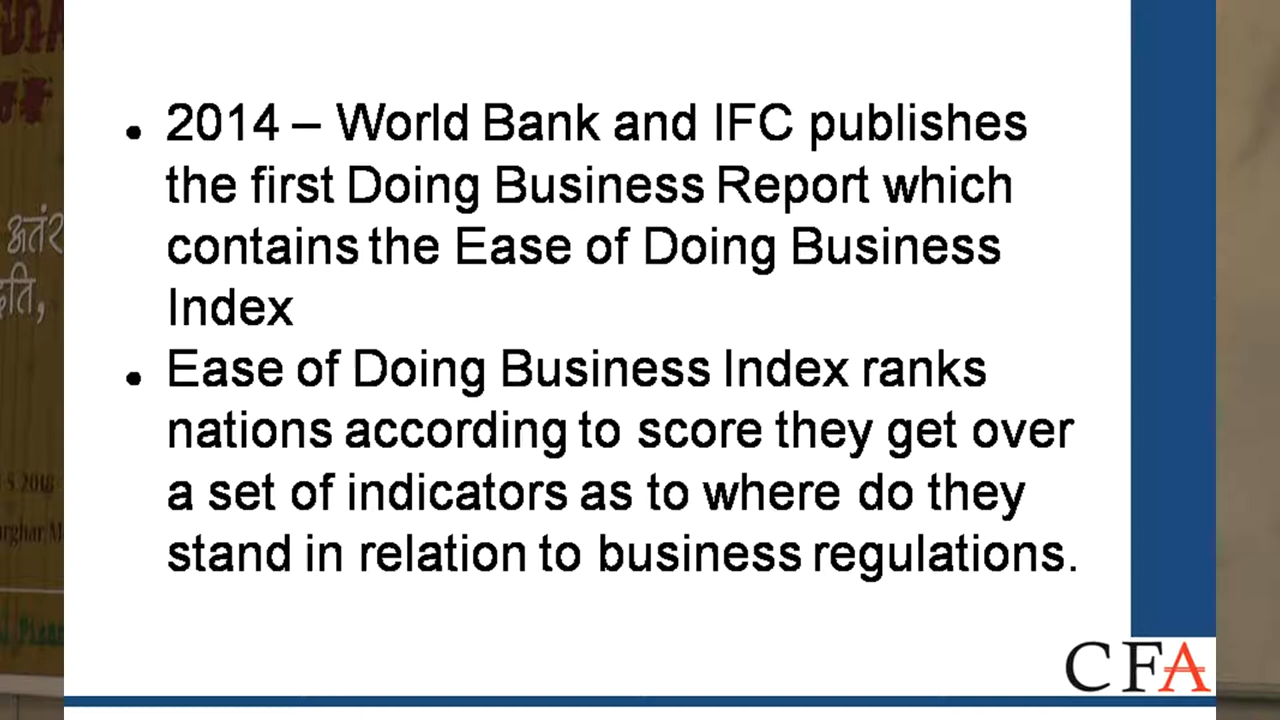 2014 – World Bank and IFC publishes
the first Doing Business Report which
contains the Ease of Doing Business
Index
Ease of Doing Business Index ranks
nations according to score they get over
a set of indicators as to where do they
stand in relation to business regulations.
CFA
2018